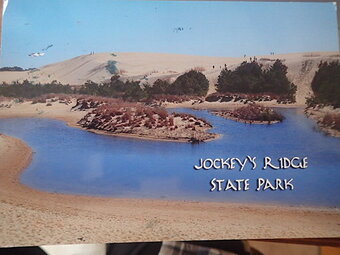 Jockey's Ridge
State Park